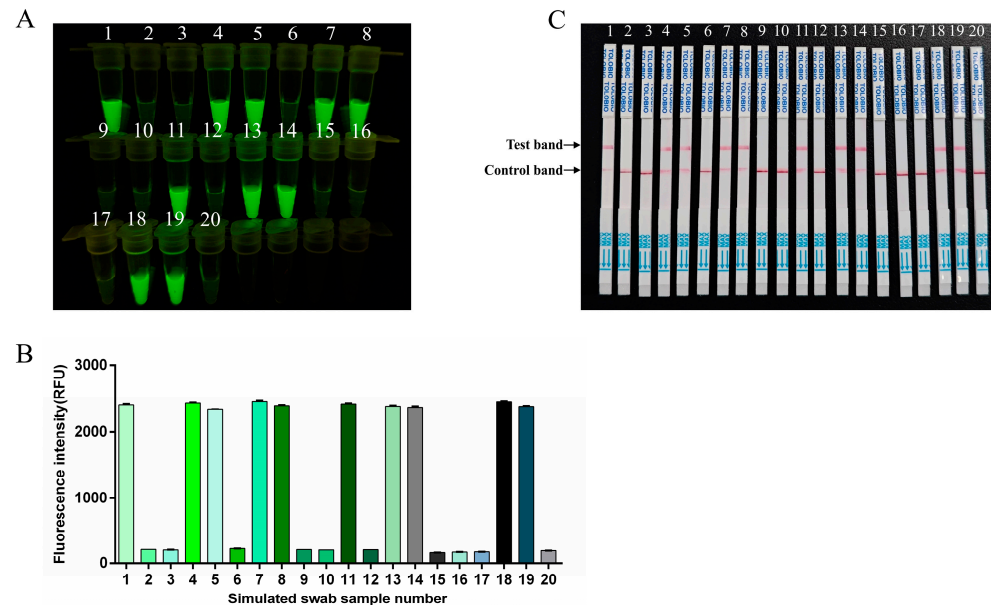 A
1 2 3 4 5 6 7 8
9 10 11 12 13 14 15 16
17 18 19 20
B
Fluorescence intensity(RFU)
3000
2000
1000
0
1 2 3 4 5 6 7 8 9 10 11 12 13 14 15 16 17 18 19 20
Simulated swab sample number
C
1 2 3 4 5 6 7 8 9 10 11 12 13 14 15 16 17 18 19 20
TOLOBIO
Test band
Control band